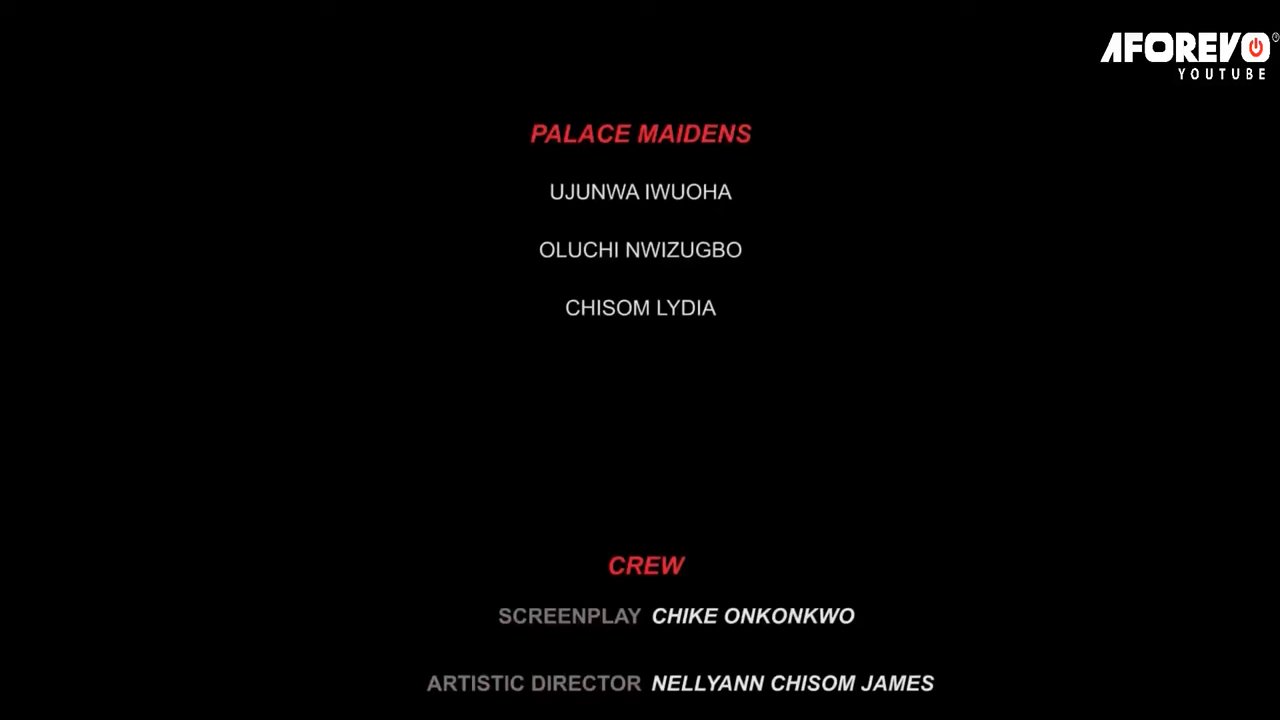 AFOREVO
YOUTUBE
PALACE MAIDENS
UJUNWA IWUOHA
OLUCHI NWIZUGBO
CHISOM LYDIA
CREW
SCREENPLAY CHIKE ONKONKWO
ARTISTIC DIRECTOR NELLYANN CHISOM JAMES